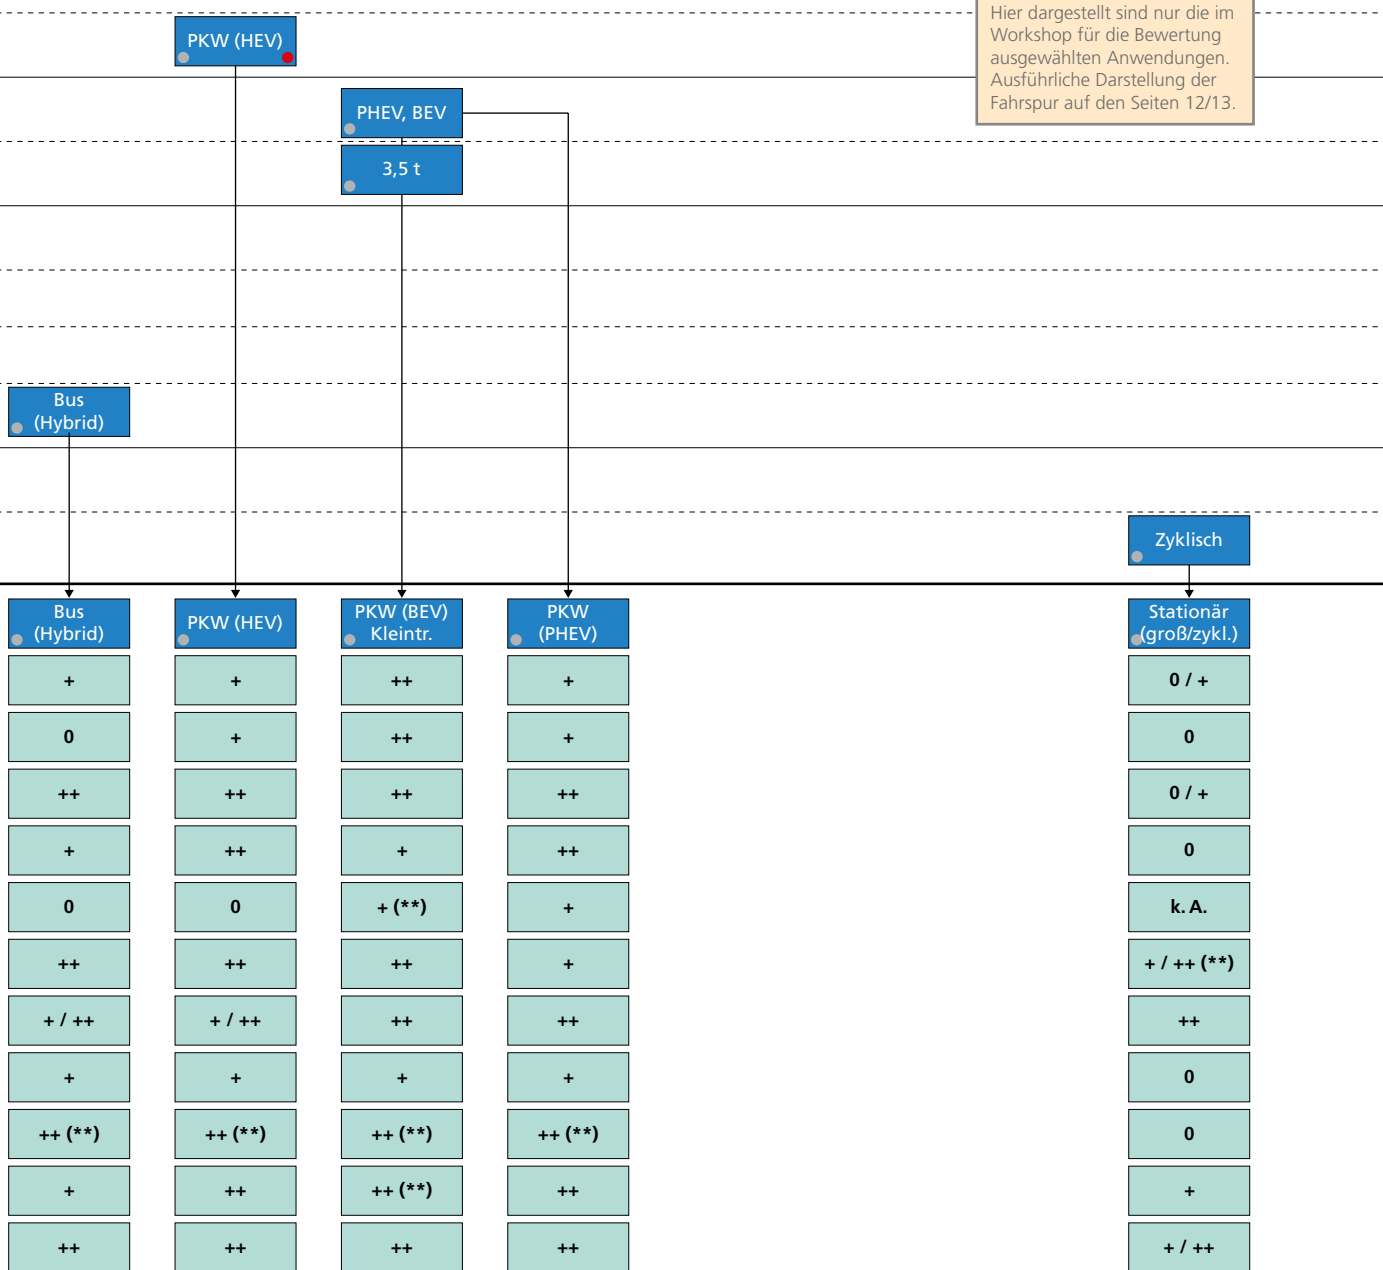 Hier dargestellt sind nur die im
Workshop für die Bewertung
ausgewählten Anwendungen.
Ausführliche Darstellung der
Fahrspur auf den Seiten 12/13.
PKW (HEV)
PHEV, BEV
3,5 t
Bus
(Hybrid)
Zyklisch
Bus
(Hybrid)
PKW (HEV)
PKW (BEV)
Kleintr.
PKW
(PHEV)
Stationär
(groß/zykl.)
+ + ++ + 0 / +
0 + ++ + 0
++ ++ ++ ++ 0 / +
+ ++ + ++ 0
0 0 + (**) + k. A.
++ ++ ++ + + / ++ (**)
+ / ++ + / ++ ++ ++ ++
+ + + + 0
++ (**) ++ (**) ++ (**) ++ (**) 0
+ ++ ++ (**) ++ +
++ ++ ++ ++ + / ++